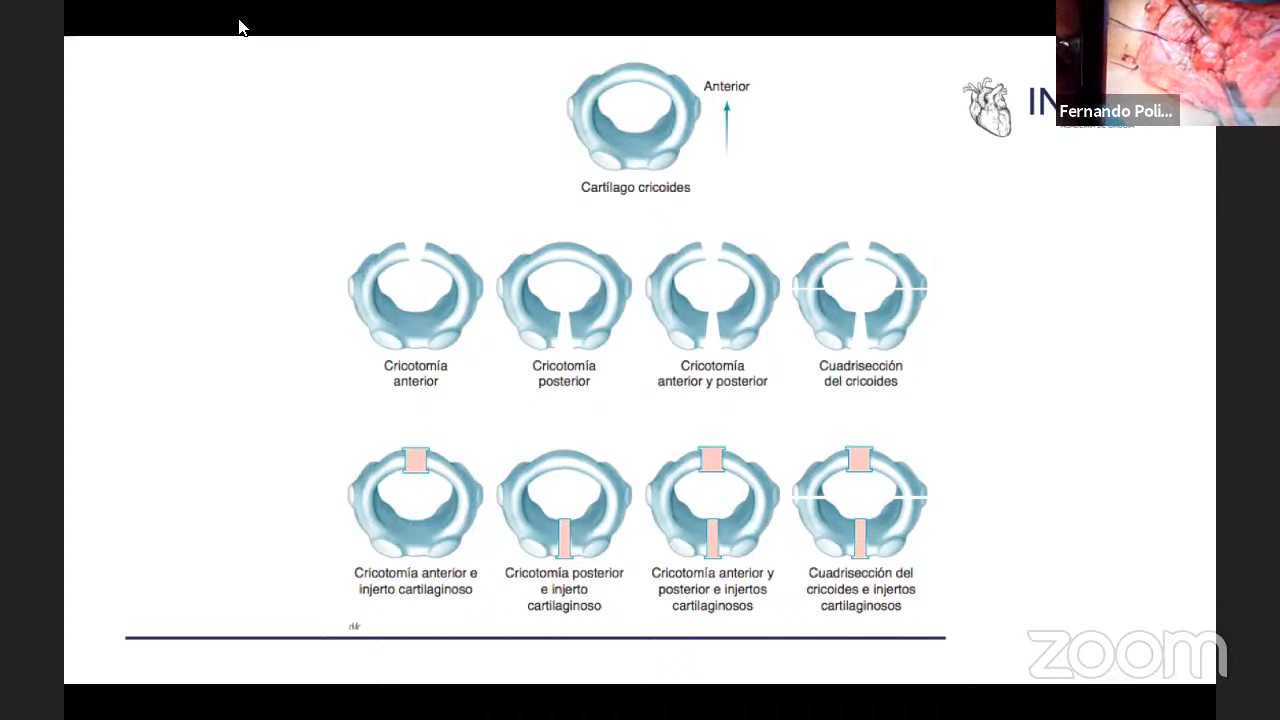 Anterior
IN
Fernando Poli...
Cartílago cricoides
Cricotomía
anterior
Cricotomía
posterior
Cricotomía
anterior y posterior
Cuadrisección
del cricoides
Cricotomía anterior e
injerto cartilaginoso
Cricotomía posterior
e injerto
cartilaginoso
Cricotomía anterior y
posterior e injertos
cartilaginosos
Cuadrisección del
cricoides e injertos
cartilaginosos
zoom